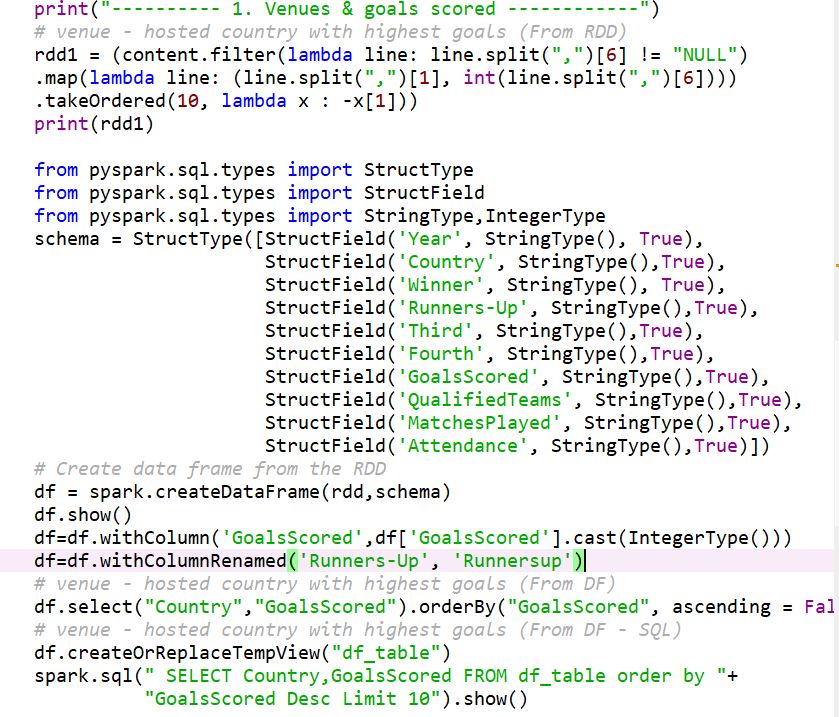 print("---------- 1. Venues & goals scored ------------")
# venue - hosted country with highest goals (From RDD)
rdd1 = (content.filter(lambda line: line.split(",")[6] != "NULL")
.map(lambda line: (line.split(",")[1], int(line.split(",")[6])))
.takeOrdered(10, lambda x : -x[1]))
print(rdd1)
from pyspark.sql.types import StructType
from pyspark.sql.types import StructField
from pyspark.sql.types import StringType,IntegerType
schema = StructType([StructField('Year', StringType(), True),
StructField('Country', StringType(),True),
StructField('Winner', StringType(), True),
StructField('Runners-Up', StringType(),True),
StructField('Third', StringType(),True),
StructField('Fourth', StringType(),True),
StructField('GoalsScored', StringType(),True),
StructField('QualifiedTeams', StringType(),True),
StructField('MatchesPlayed', StringType(),True),
StructField('Attendance', StringType(),True)])
# Create data frame from the RDD
df = spark.createDataFrame(rdd,schema)
df.show()
df=df.withColumn('GoalsScored',df['GoalsScored'].cast(IntegerType()))
df=df.withColumnRenamed('Runners-Up', 'Runnersup')
# venue - hosted country with highest goals (From DF)
df.select("Country","GoalsScored").orderBy("GoalsScored", ascending = Fal
# venue - hosted country with highest goals (From DF - SQL)
df.createOrReplaceTempView("df_table")
spark.sql(" SELECT Country,GoalsScored FROM df_table order by "+
"GoalsScored Desc Limit 10").show()